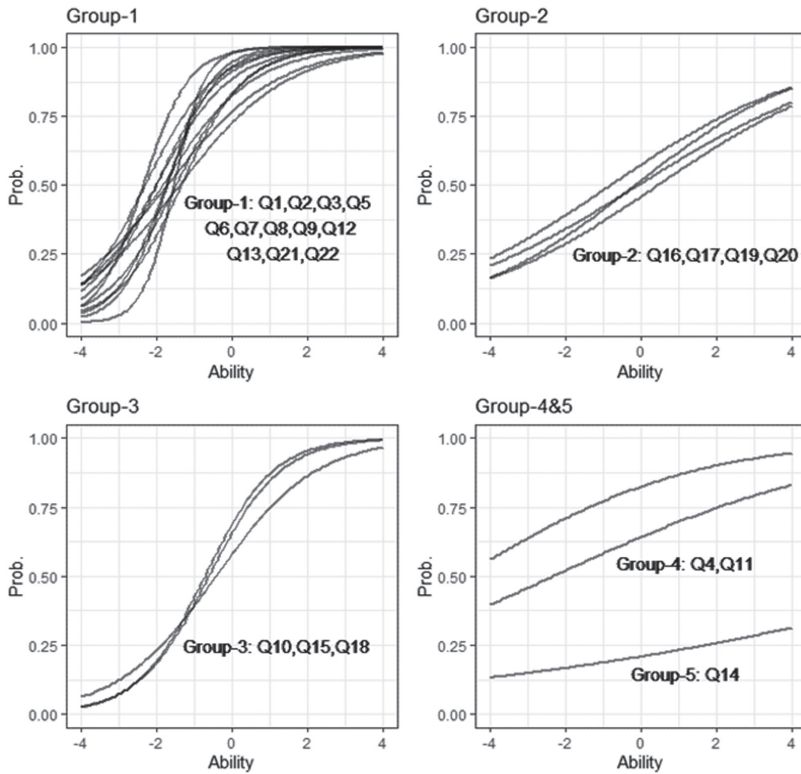 Group-1
1.00
0.75
0.50
0.25
0.00
Prob.
Group-1: Q1,Q2,Q3,Q5
Q6,Q7,Q8,Q9,Q12
Q13,Q21,Q22
-4 -2 0 2 4
Ability
Group-2
1.00
0.75
0.50
0.25
0.00
Prob.
Group-2: Q16,Q17,Q19,Q20
-4 -2 0 2 4
Ability
Group-3
1.00
0.75
0.50
0.25
0.00
Prob.
Group-3: Q10,Q15,Q18
-4 -2 0 2 4
Ability
Group-4&5
1.00
0.75
0.50
0.25
0.00
Prob.
Group-4: Q4,Q11
Group-5: Q14
-4 -2 0 2 4
Ability